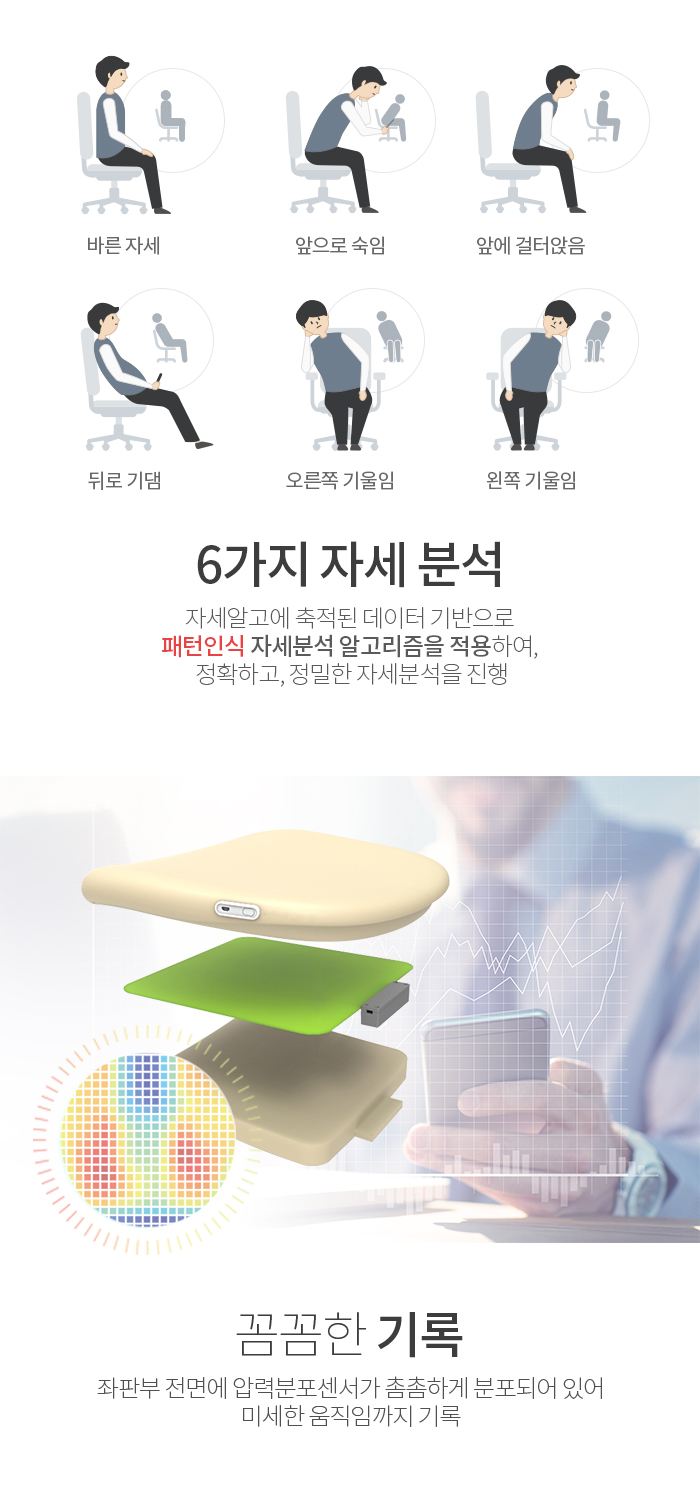 바른 자세
앞으로 숙임
앞에 걸터앉음
뒤로 기댐
오른쪽 기울임
왼쪽 기울임
6가지 자세 분석
자세알고에 축적된 데이터 기반으로
패턴인식 자세분석 알고리즘을 적용하여,
정확하고, 정밀한 자세분석을 진행
꼼꼼한 기록
좌판부 전면에 압력분포센서가 촘촘하게 분포되어 있어
미세한 움직임까지 기록